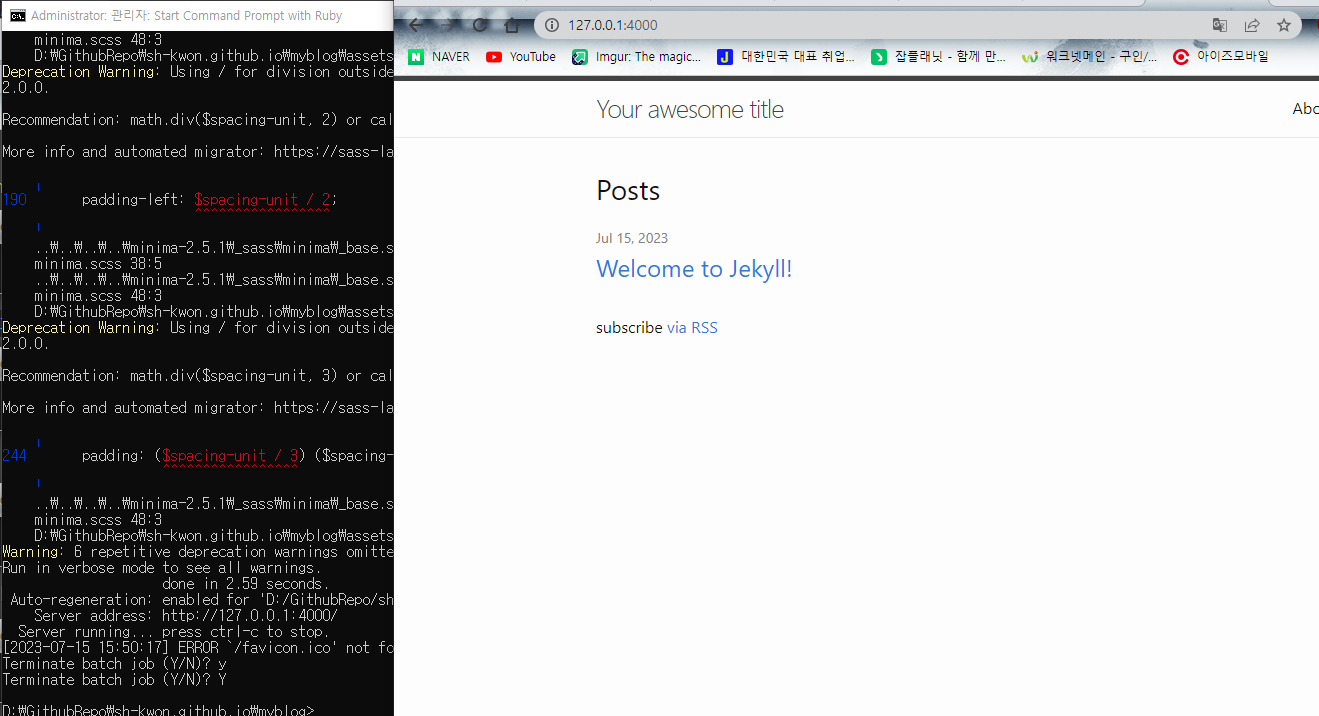 Administrator: 관리자: Start Command Prompt with Ruby
minima.scss 48:3
D:₩GithubRepo₩sh-kwon.github.io₩myblog₩assets
Deprecation Warning: Using / for division outside
2.0.0.
Recommendation: math.div($spacing-unit, 2) or cal
More info and automated migrator: https://sass-la
190 padding-left: $spacing-unit / 2;
..₩..₩..₩..₩minima-2.5.1₩_sass₩minima₩_base.s
minima.scss 38:5
..₩..₩..₩..₩minima-2.5.1₩_sass₩minima₩_base.s
minima.scss 48:3
D:₩GithubRepo₩sh-kwon.github.io₩myblog₩assets
Deprecation Warning: Using / for division outside
2.0.0.
Recommendation: math.div($spacing-unit, 3) or cal
More info and automated migrator: https://sass-la
244 padding: ($spacing-unit / 3) ($spacing-
..₩..₩..₩..₩minima-2.5.1₩_sass₩minima₩_base.s
minima.scss 48:3
D:₩GithubRepo₩sh-kwon.github.io₩myblog₩assets
Warning: 6 repetitive deprecation warnings omitte
Run in verbose mode to see all warnings.
done in 2.59 seconds.
Auto-regeneration: enabled for 'D:/GithubRepo/sh
Server address: http://127.0.0.1:4000/
Server running... press ctrl-c to stop.
[2023-07-15 15:50:17] ERROR `/favicon.ico' not fo
Terminate batch job (Y/N)? y
Terminate batch job (Y/N)? Y
D:₩GithubRepo₩sh-kwon.github.io₩myblog>
127.0.0.1:4000
NAVER YouTube Imgur: The magic... 대한민국 대표 취업... 잡플래닛 - 함께 만... 워크넷메인 - 구인/... 아이즈모바일
Your awesome title
Abo
Posts
Jul 15, 2023
Welcome to Jekyll!
subscribe via RSS